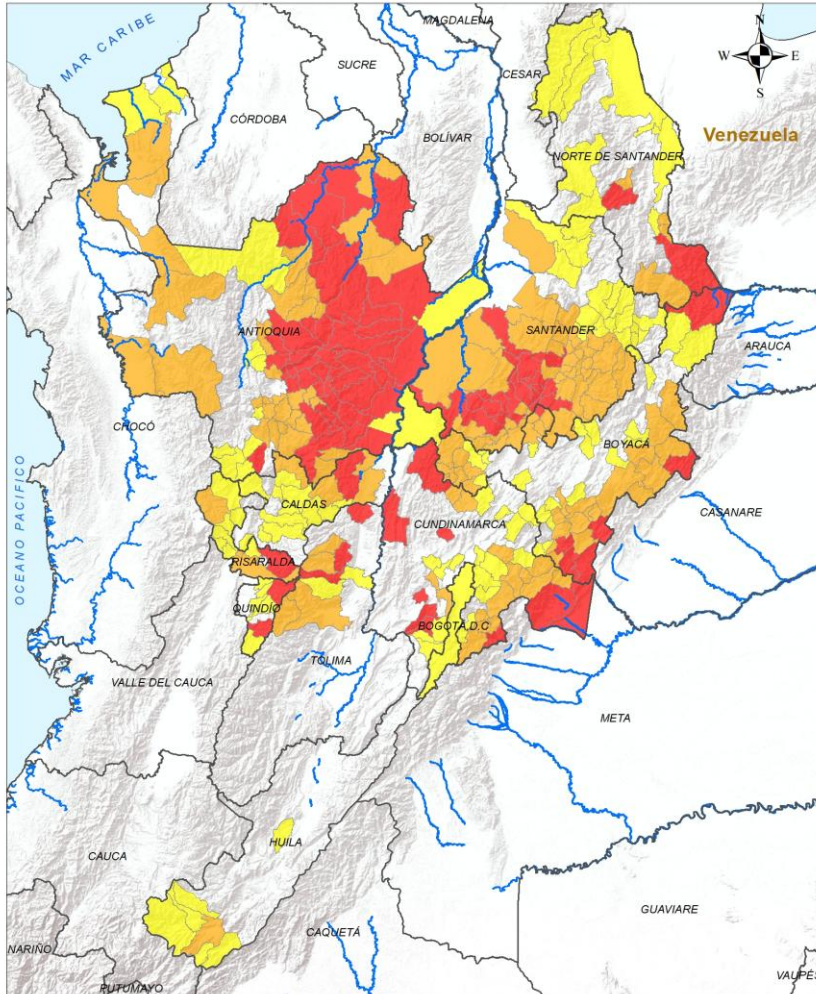 MAGDALENA
N
MAR CARIBE
W E
SUCRE
CESAR
S
CÓRDOBA
BOLÍVAR
Venezuela
NORTE DE SANTANDER
ANTIOQUIA
SANTANDER
ARAUCA
CHOCÓ
BOYACÁ
CALDAS
CUNDINAMARCA
CASANARE
OCEANO PACIFICO
RISARALDA
QUINDÍO
BOGOTÁ D.C
TOLIMA
VALLE DEL CAUCA
META
HUILA
CAUCA
GUAVIARE
CAQUETÁ
NARIÑO
PUTUMAYO
VAUPÉS